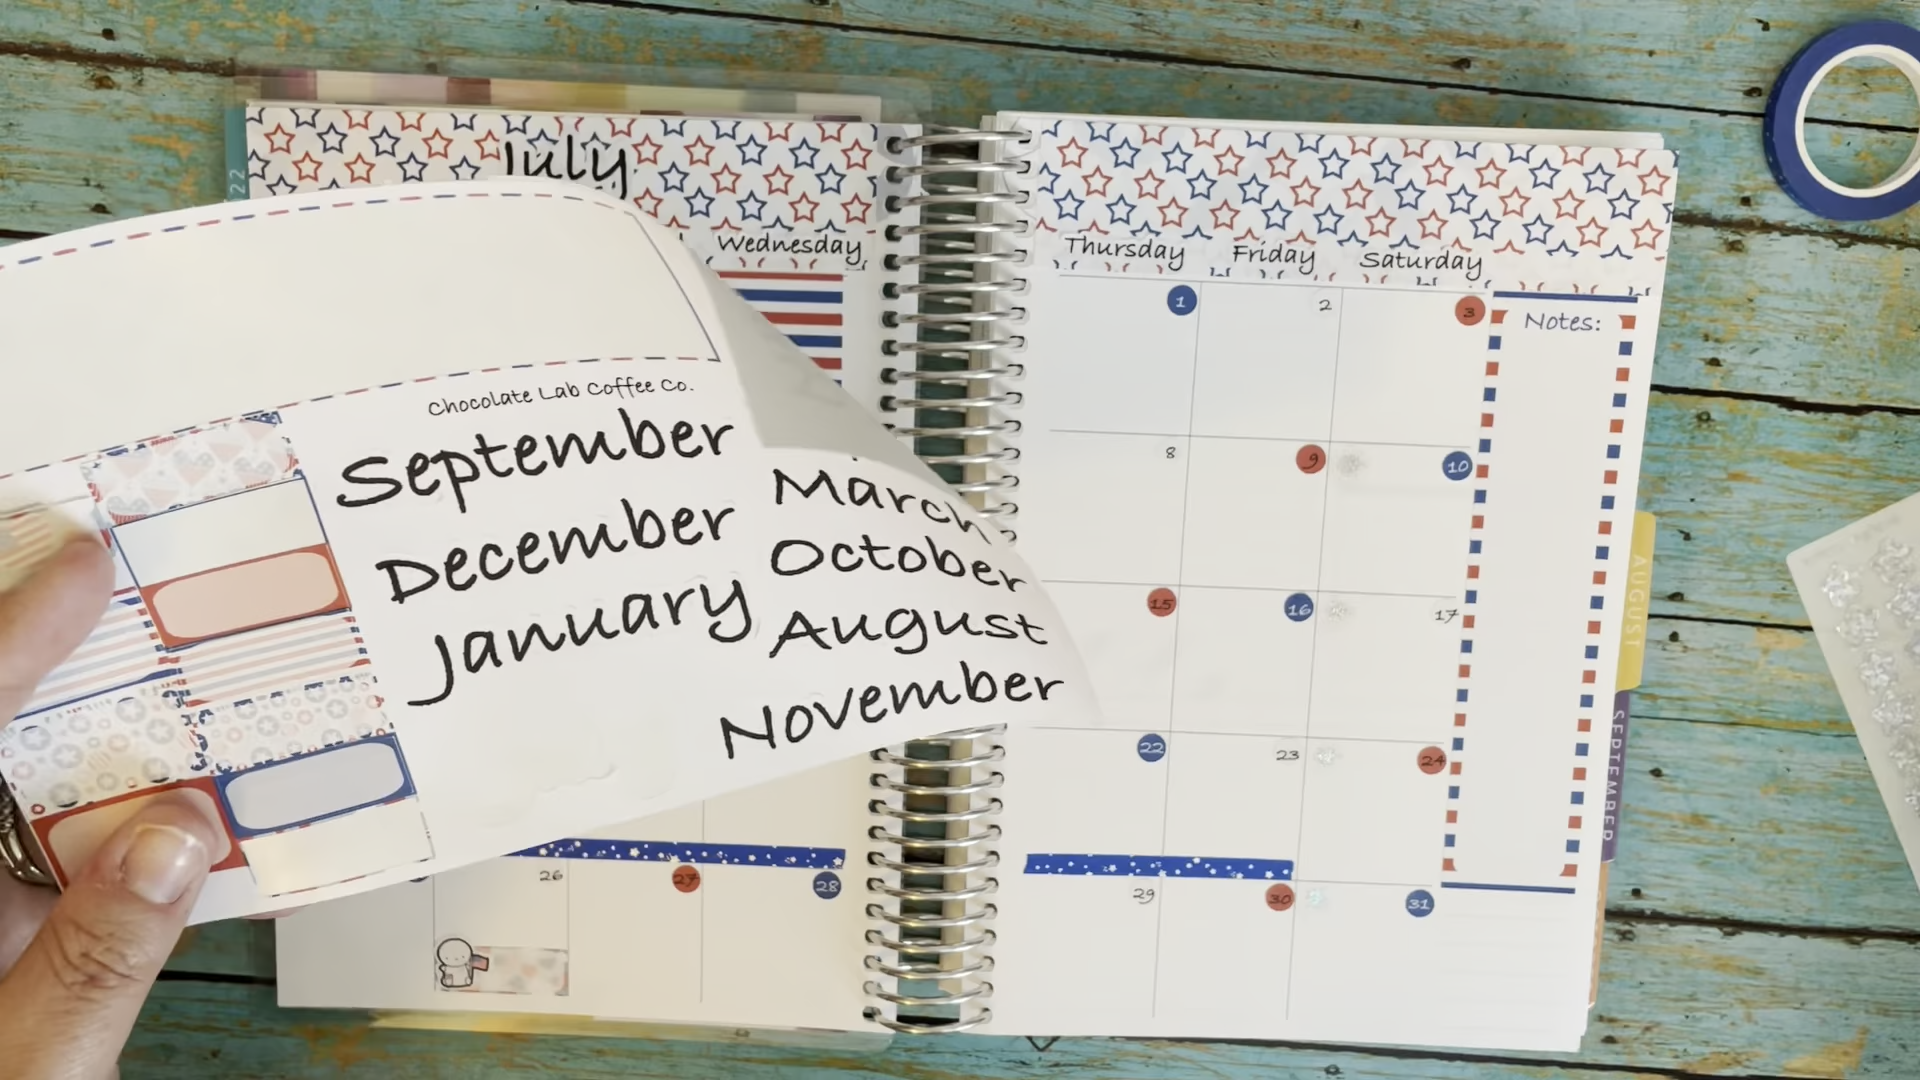 July
22
Wednesday
Thursday Friday Saturday
1 2 3
Notes:
Chocolate Lab Coffee Co.
September
December
January
March
October
August
November
8 9 10
15 16 17
22 23 24
26 27 28
29 30 31
AUGUST
SEPTEMBER